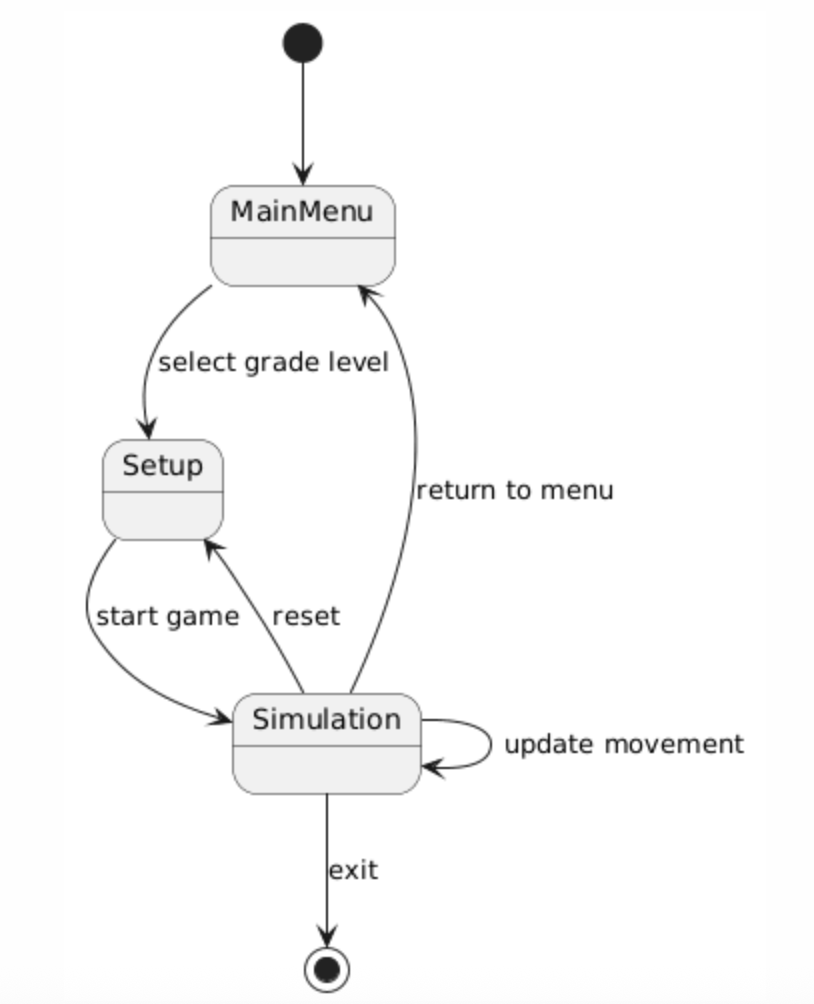 MainMenu
select grade level
Setup
return to menu
start game
reset
Simulation
update movement
exit